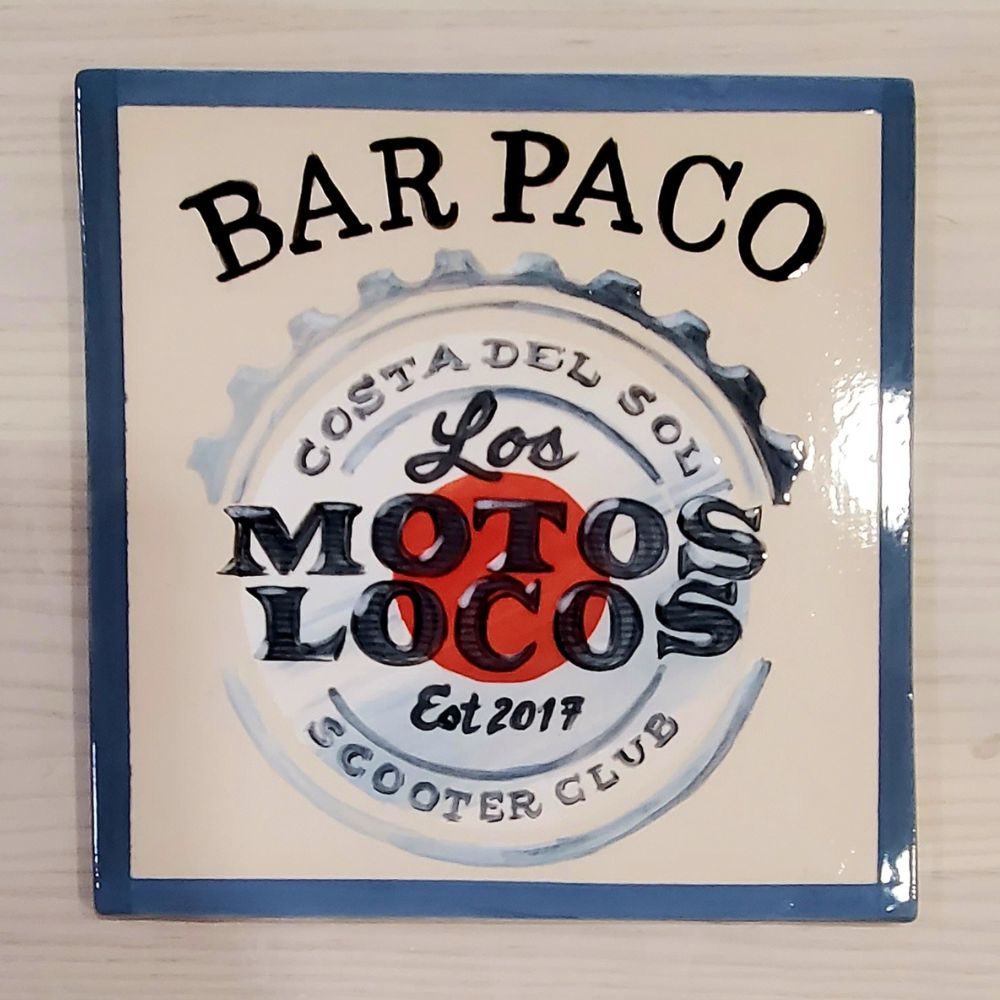 BAR PACO
COSTA DEL SOL
Los
MOTOS
LOCOS
Est 2017
SCOOTER CLUB